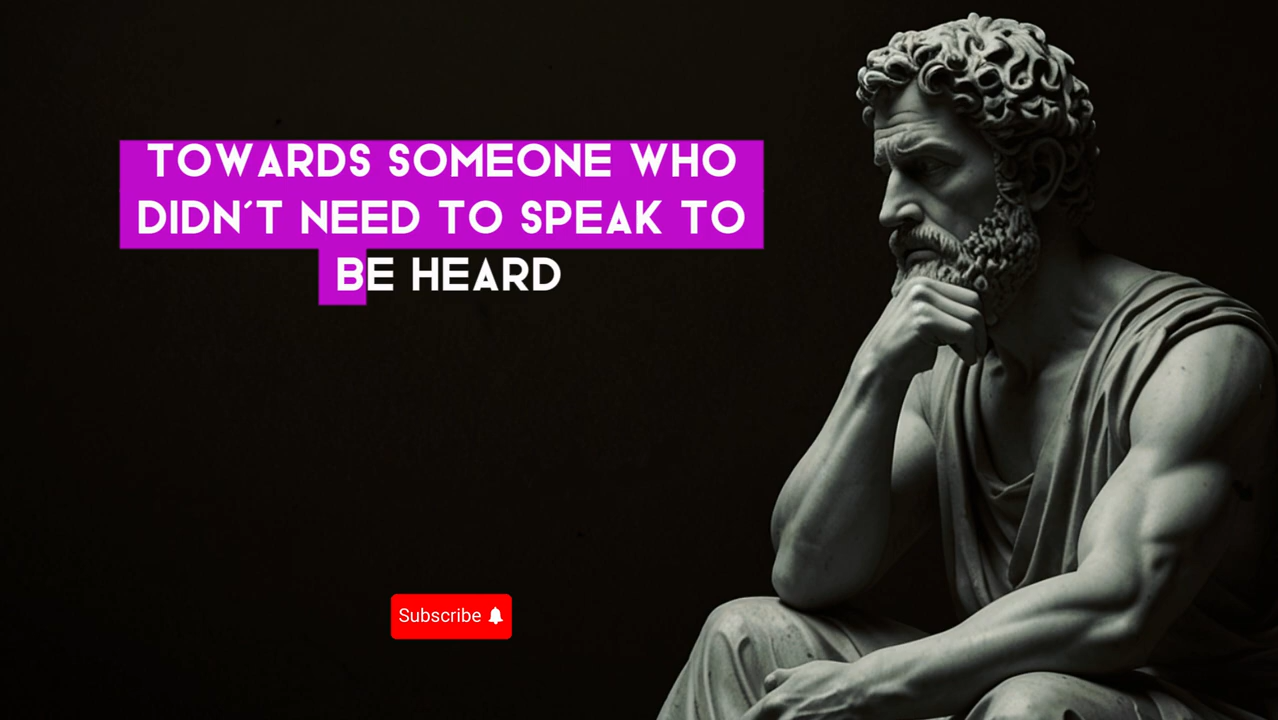 TOWARDS SOMEONE WHO
DIDN´T NEED TO SPEAK TO
BE HEARD
Subscribe